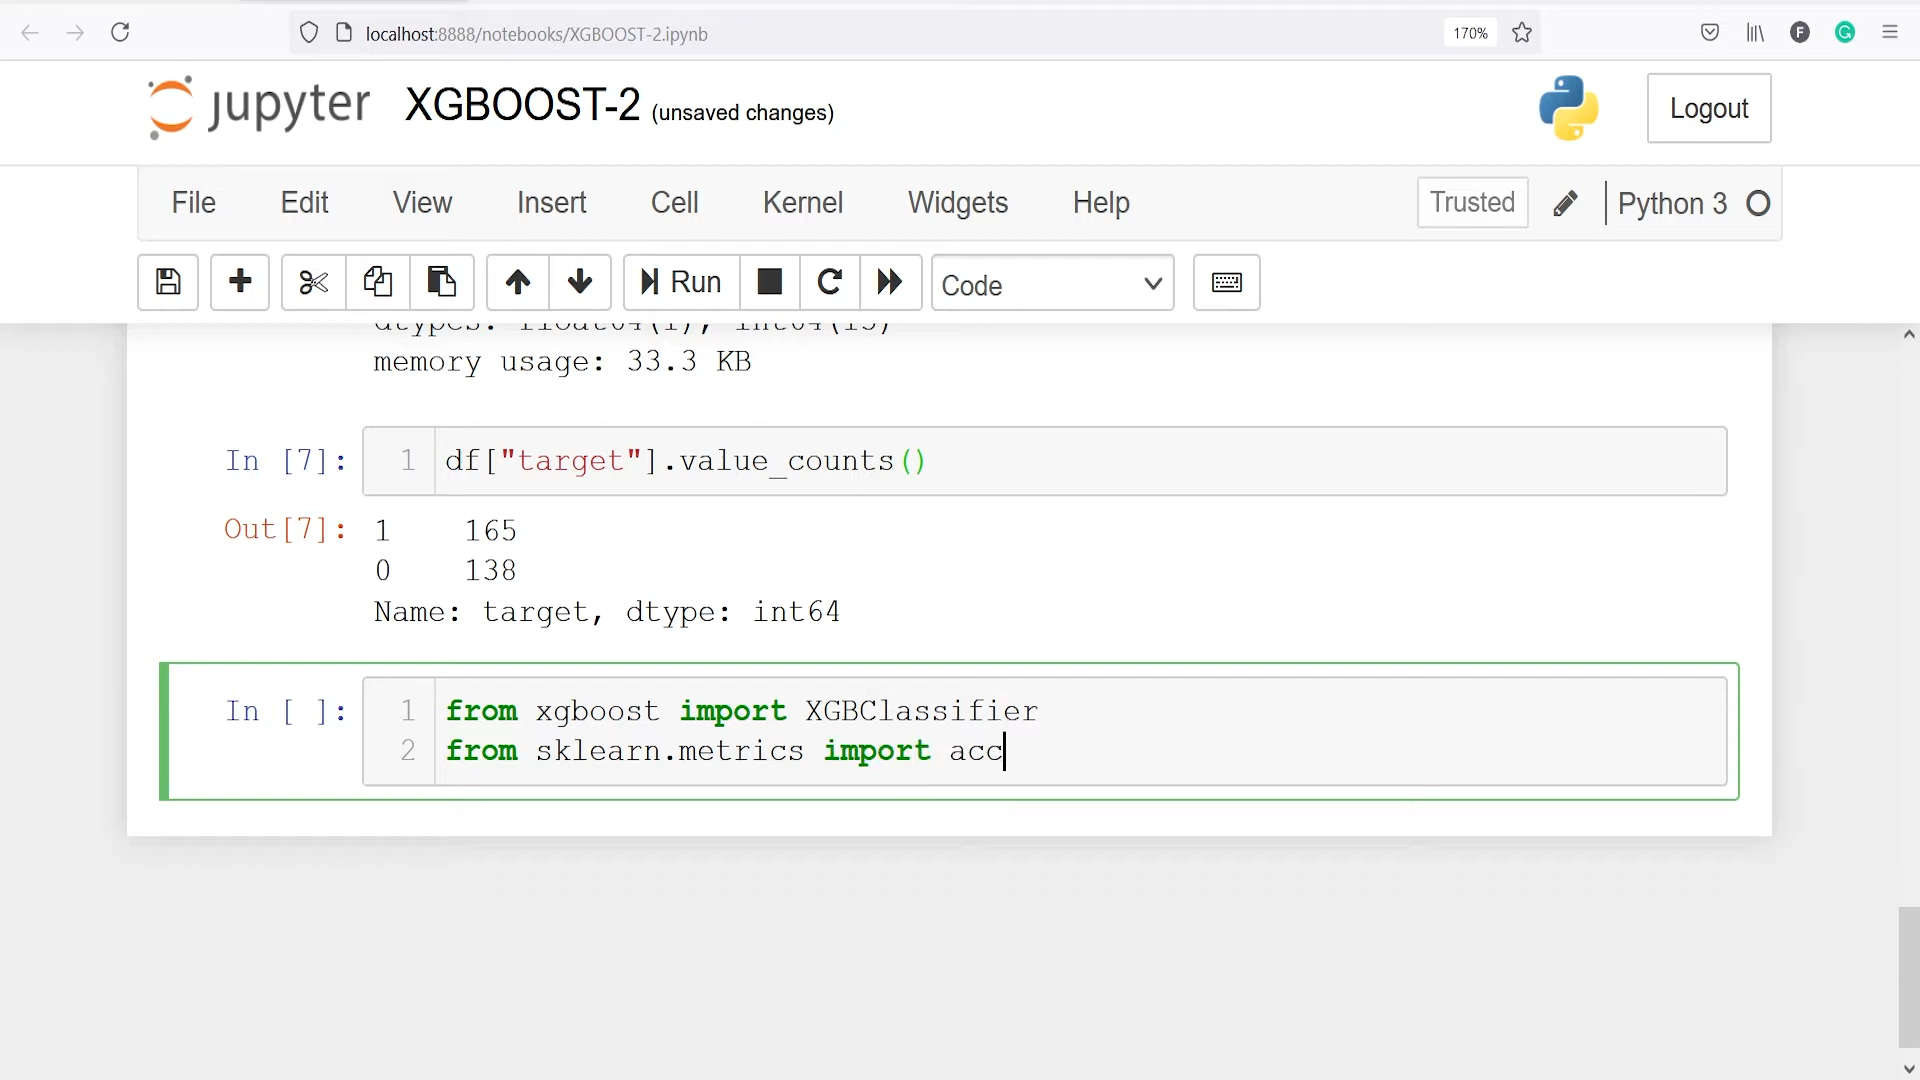 localhost:8888/notebooks/XGBOOST-2.ipynb
170%
F
G
jupyter XGBOOST-2 (unsaved changes)
Logout
File Edit View Insert Cell Kernel Widgets Help
Trusted
Python 3
Run
Code
memory usage: 33.3 KB
In [7]: 1 df["target"].value_counts()
Out[7]: 1 165
0 138
Name: target, dtype: int64
In [ ]: 1 from xgboost import XGBClassifier
2 from sklearn.metrics import acc